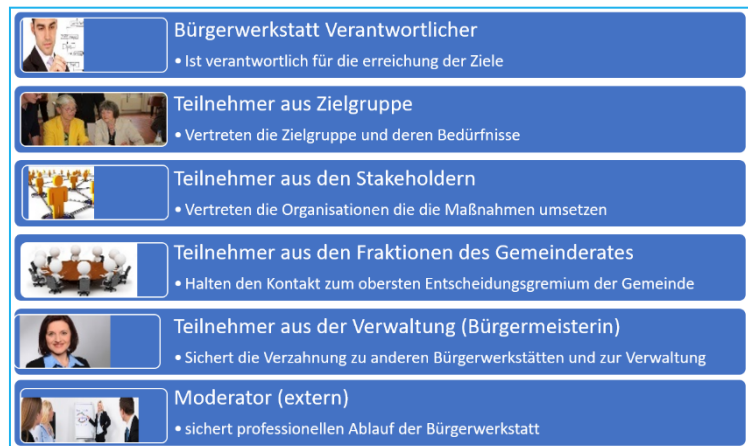 Bürgerwerkstatt Verantwortlicher
• Ist verantwortlich für die erreichung der Ziele
Teilnehmer aus Zielgruppe
• Vertreten die Zielgruppe und deren Bedürfnisse
Teilnehmer aus den Stakeholdern
• Vertreten die Organisationen die die Maßnahmen umsetzen
Teilnehmer aus den Fraktionen des Gemeinderates
• Halten den Kontakt zum obersten Entscheidungsgremium der Gemeinde
Teilnehmer aus der Verwaltung (Bürgermeisterin)
• Sichert die Verzahnung zu anderen Bürgerwerkstätten und zur Verwaltung
Moderator (extern)
• sichert professionellen Ablauf der Bürgerwerkstatt